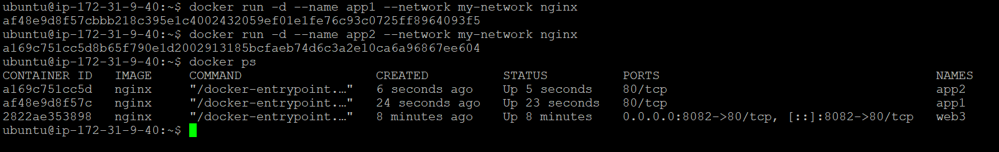 ubuntu@ip-172-31-9-40:~$ docker run -d --name app1 --network my-network nginx
af48e9d8f57cbbb218c395e1c4002432059ef01e1fe76c93c0725ff8964093f5
ubuntu@ip-172-31-9-40:~$ docker run -d --name app2 --network my-network nginx
a169c751cc5d8b65f790e1d2002913185bcfaeb74d6c3a2e10ca6a96867ee604
ubuntu@ip-172-31-9-40:~$ docker ps
CONTAINER ID   IMAGE     COMMAND                  CREATED          STATUS          PORTS                                     NAMES
a169c751cc5d   nginx     "/docker-entrypoint.…"   6 seconds ago    Up 5 seconds    80/tcp                                    app2
af48e9d8f57c   nginx     "/docker-entrypoint.…"   24 seconds ago   Up 23 seconds   80/tcp                                    app1
2822ae353898   nginx     "/docker-entrypoint.…"   8 minutes ago    Up 8 minutes    0.0.0.0:8082->80/tcp, [::]:8082->80/tcp   web3
ubuntu@ip-172-31-9-40:~$